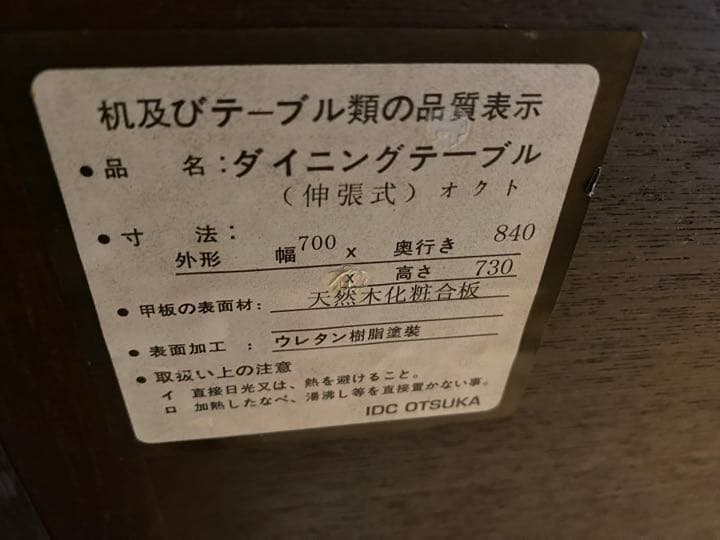 机及びテーブル類の品質表示
● 品 名：ダイニングテーブル
（伸張式）オクト
● 寸 法：
外形 幅700 x 奥行き 840
x 高さ 730
● 甲板の表面材：天然木化粧合板
● 表面加工 ：ウレタン樹脂塗装
● 取扱い上の注意
イ 直接日光又は、熱を避けること。
ロ 加熱したなべ、湯沸し等を直接置かない事。
IDC OTSUKA